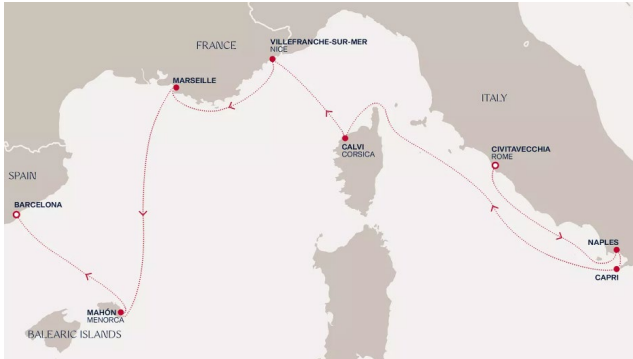 VILLEFRANCHE-SUR-MER
NICE
FRANCE
MARSEILLE
ITALY
CALVI
CORSICA
CIVITAVECCHIA
ROME
SPAIN
BARCELONA
NAPLES
CAPRI
MAHÓN
MENORCA
BALEARIC ISLANDS